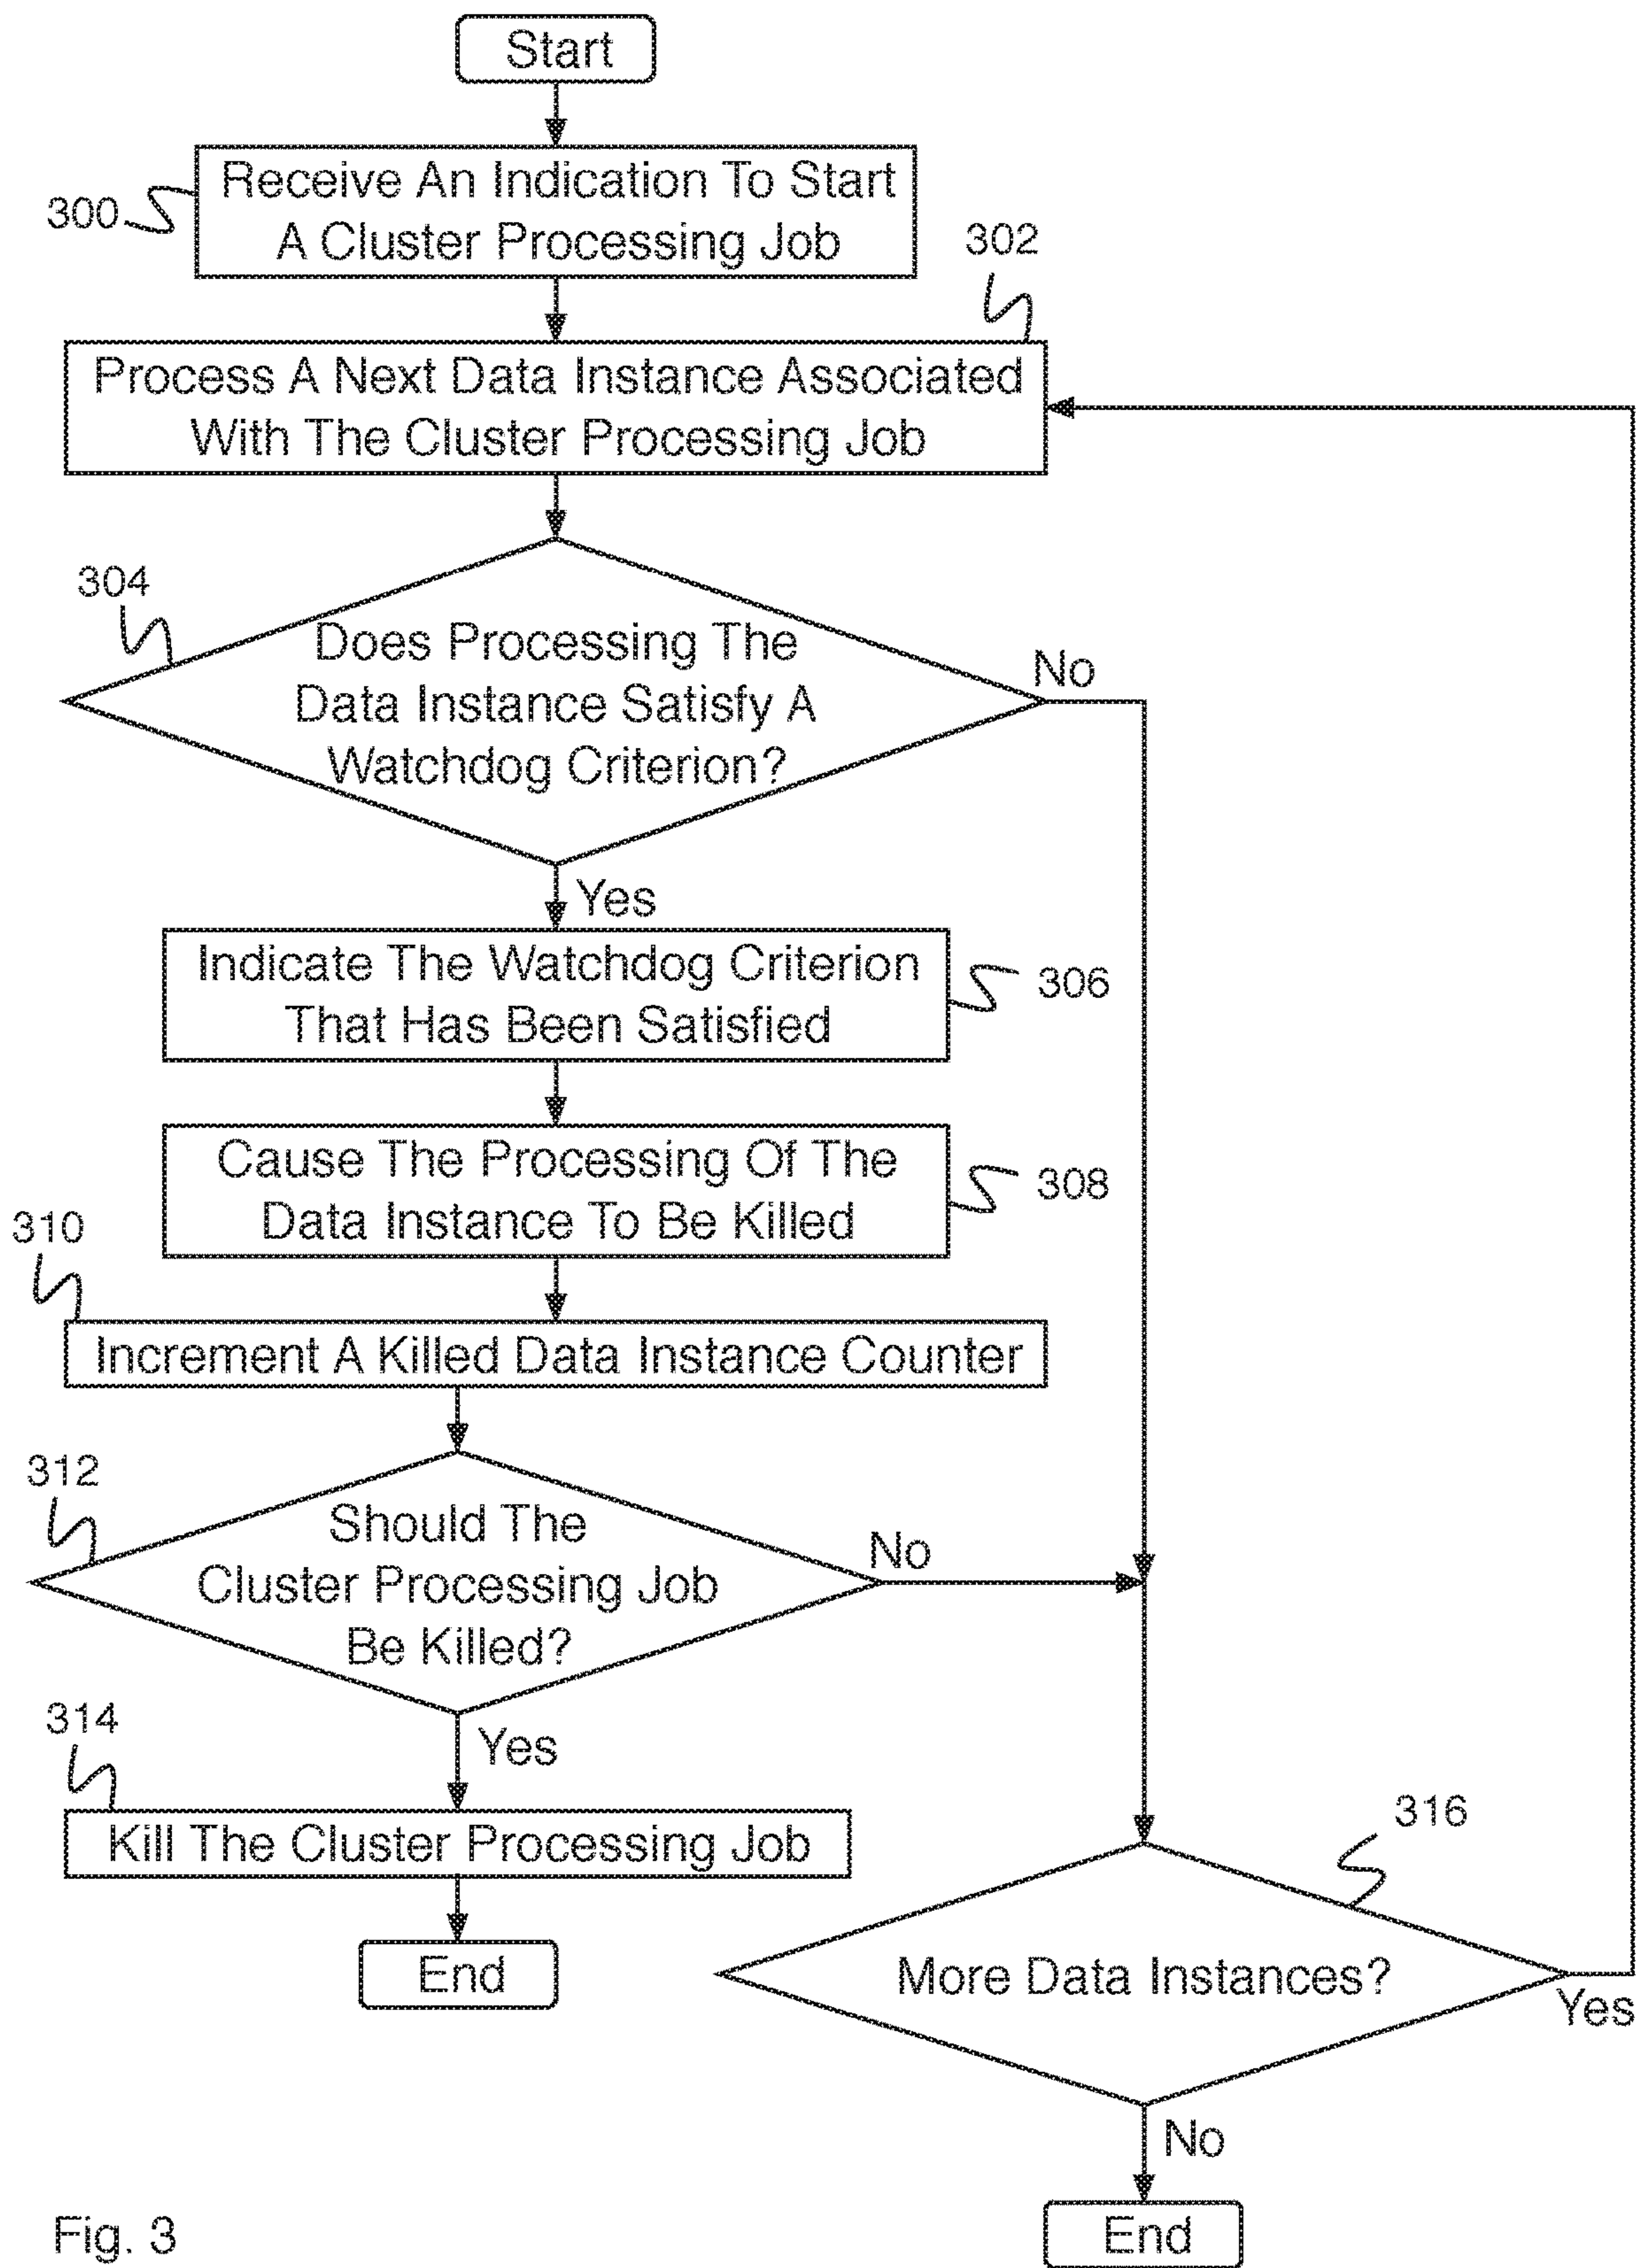 Start
300
Receive An Indication To Start
A Cluster Processing Job
302
Process A Next Data Instance Associated
With The Cluster Processing Job
304
Does Processing The
Data Instance Satisfy A
Watchdog Criterion?
No
Yes
Indicate The Watchdog Criterion
That Has Been Satisfied
306
Cause The Processing Of The
Data Instance To Be Killed
308
310
Increment A Killed Data Instance Counter
312
Should The
Cluster Processing Job
Be Killed?
No
Yes
314
Kill The Cluster Processing Job
End
316
More Data Instances?
Yes
No
End
Fig. 3